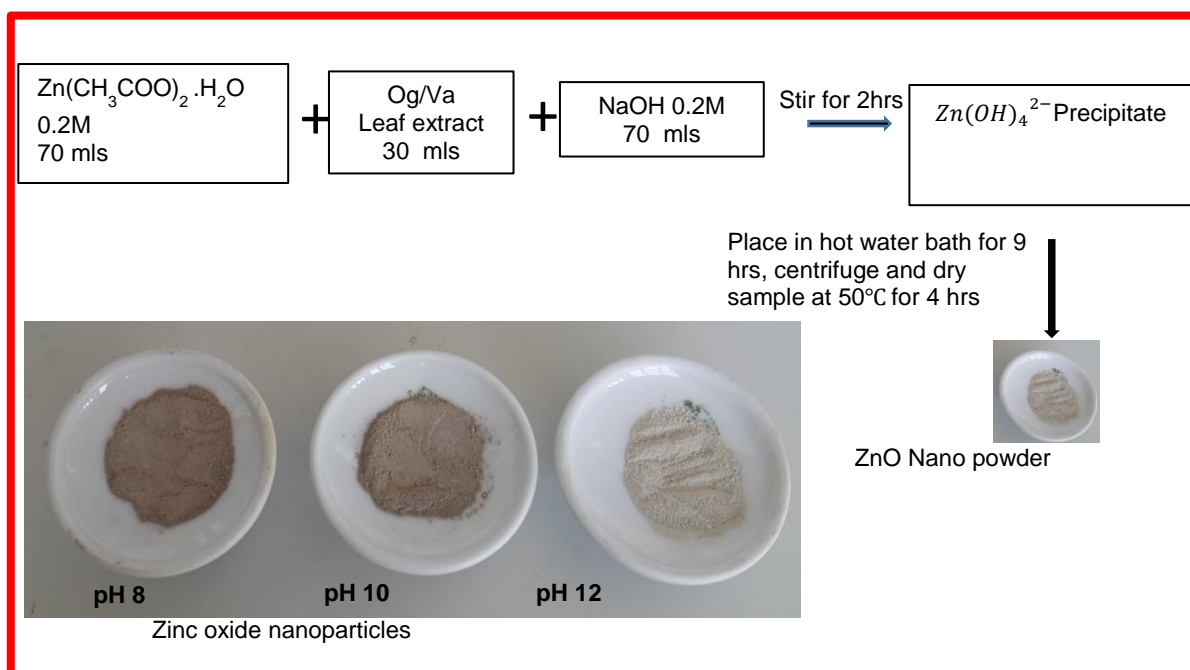 Zn(CH₃COO)₂ .H₂O
0.2M
70 mls
+
Og/Va
Leaf extract
30 mls
+
NaOH 0.2M
70 mls
Stir for 2hrs
Zn(OH)₄²⁻ Precipitate
Place in hot water bath for 9
hrs, centrifuge and dry
sample at 50℃ for 4 hrs
ZnO Nano powder
pH 8
pH 10
pH 12
Zinc oxide nanoparticles